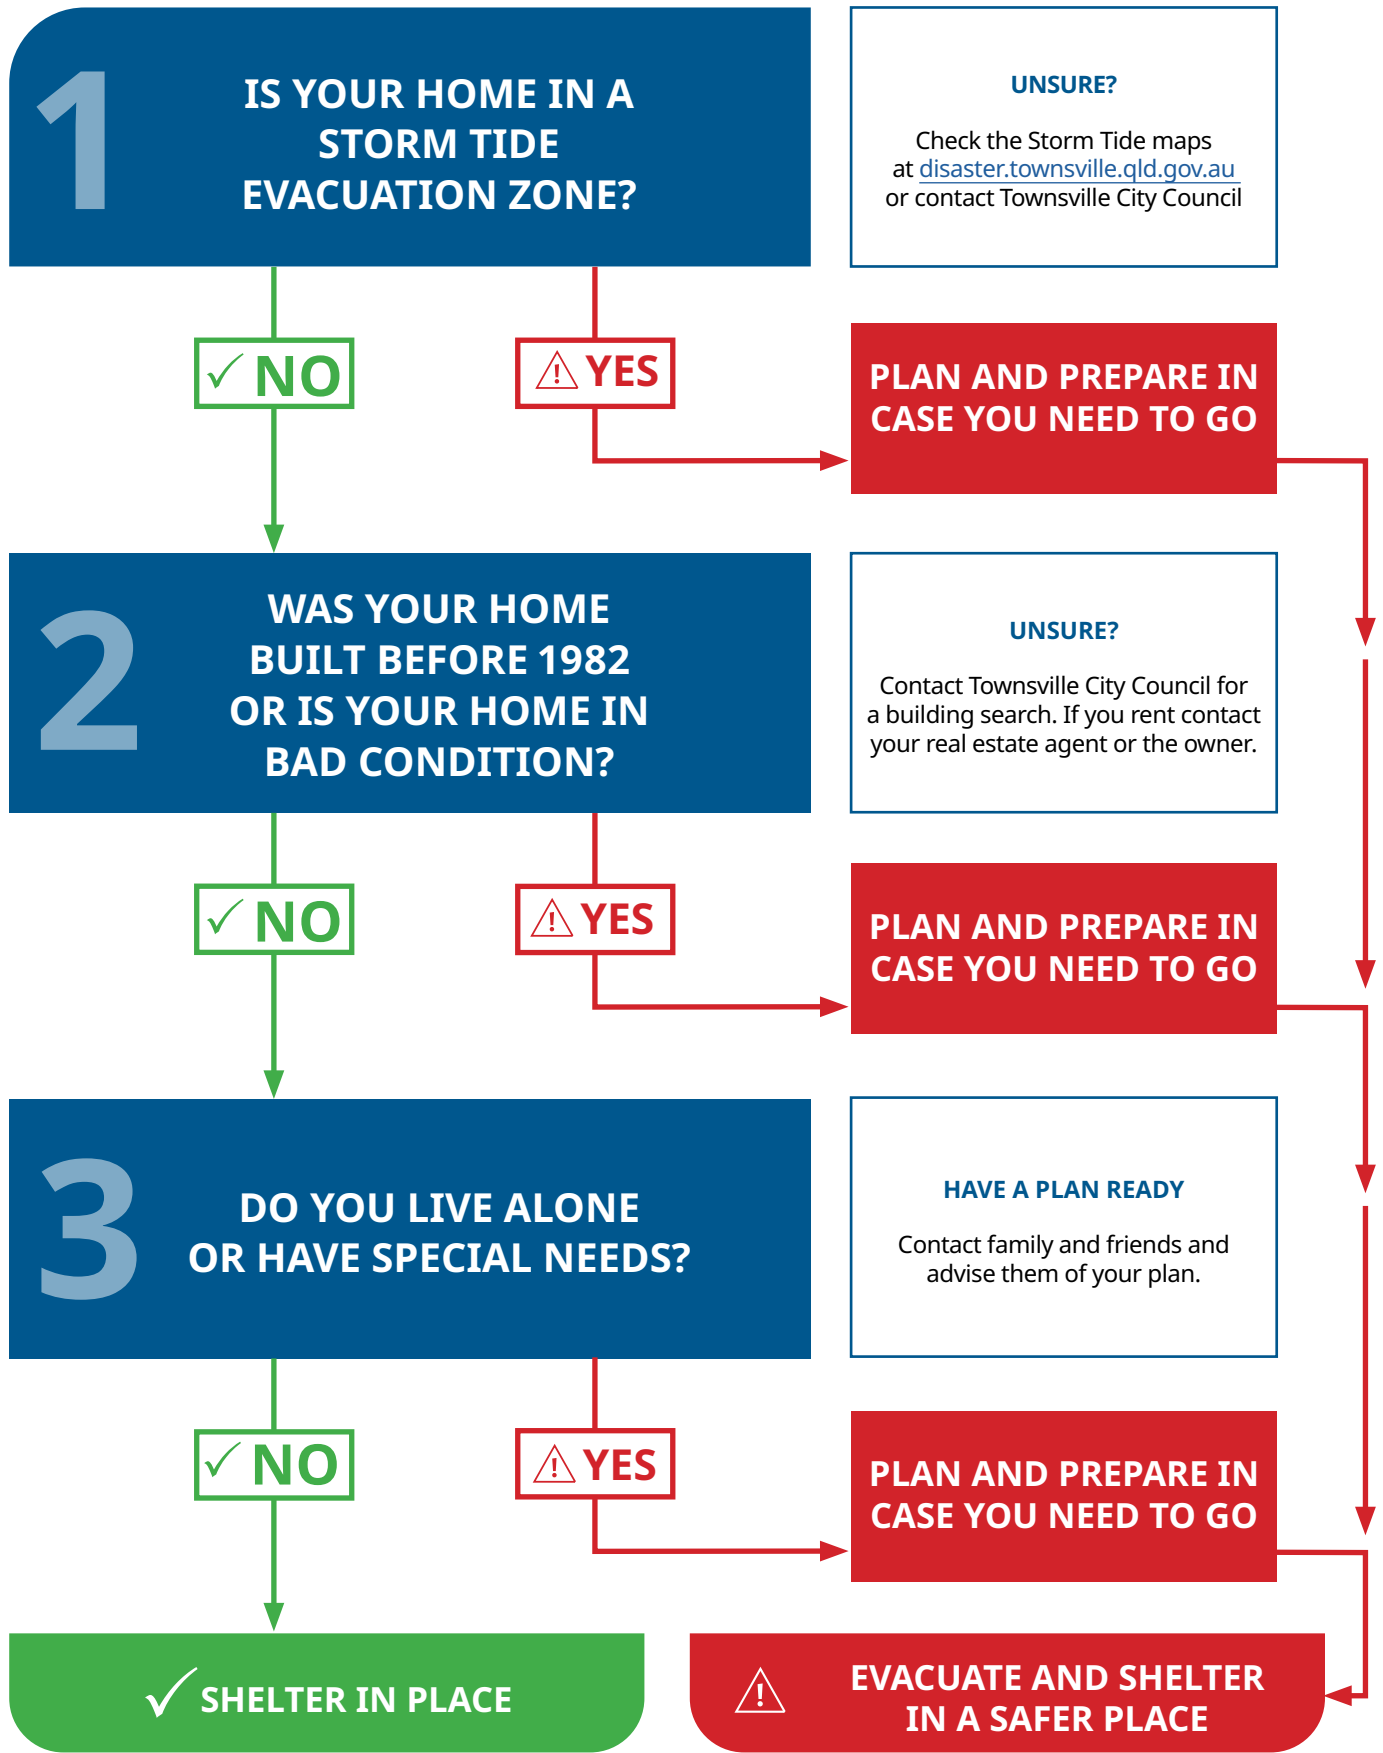 1
IS YOUR HOME IN A
STORM TIDE
EVACUATION ZONE?
UNSURE?
Check the Storm Tide maps
at disaster.townsville.qld.gov.au
or contact Townsville City Council
NO
YES
PLAN AND PREPARE IN
CASE YOU NEED TO GO
2
WAS YOUR HOME
BUILT BEFORE 1982
OR IS YOUR HOME IN
BAD CONDITION?
UNSURE?
Contact Townsville City Council for
a building search. If you rent contact
your real estate agent or the owner.
NO
YES
PLAN AND PREPARE IN
CASE YOU NEED TO GO
3
DO YOU LIVE ALONE
OR HAVE SPECIAL NEEDS?
HAVE A PLAN READY
Contact family and friends and
advise them of your plan.
NO
YES
PLAN AND PREPARE IN
CASE YOU NEED TO GO
SHELTER IN PLACE
EVACUATE AND SHELTER
IN A SAFER PLACE